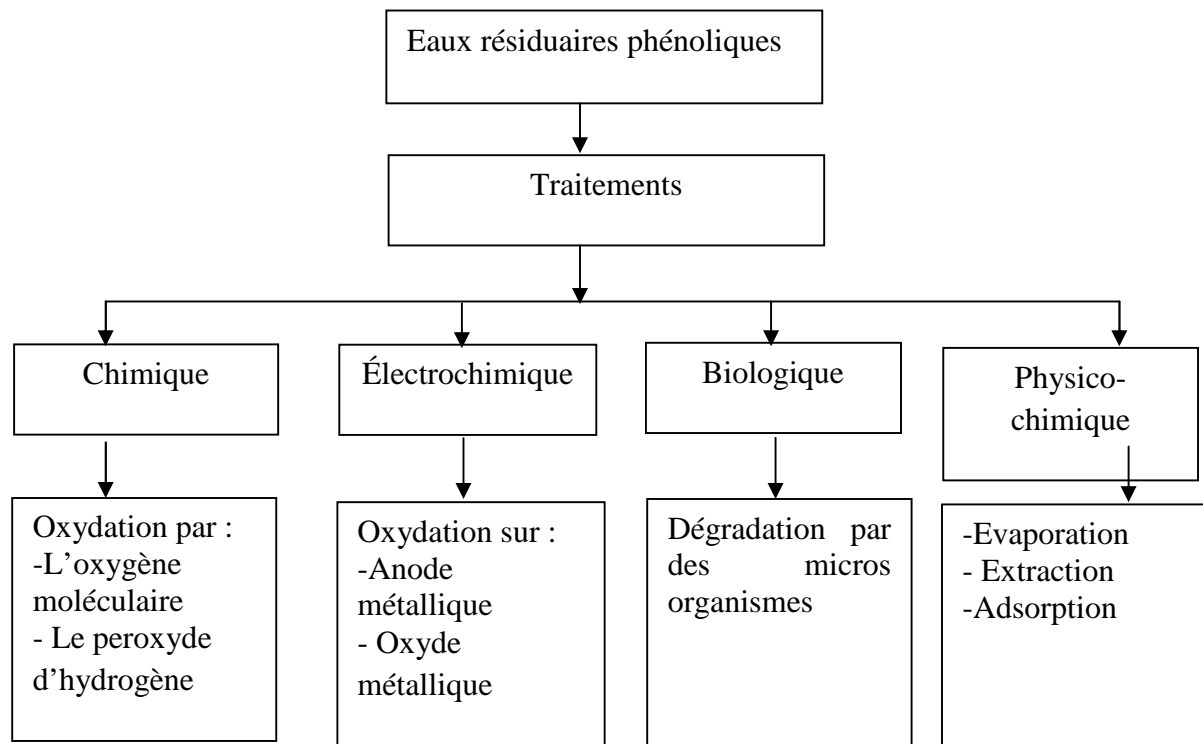 Eaux résiduaires phénoliques
Traitements
Chimique
Électrochimique
Biologique
Physico-
chimique
Oxydation par :
-L’oxygène
moléculaire
- Le peroxyde
d’hydrogène
Oxydation sur :
-Anode
métallique
- Oxyde
métallique
Dégradation par
des micros
organismes
-Evaporation
- Extraction
-Adsorption